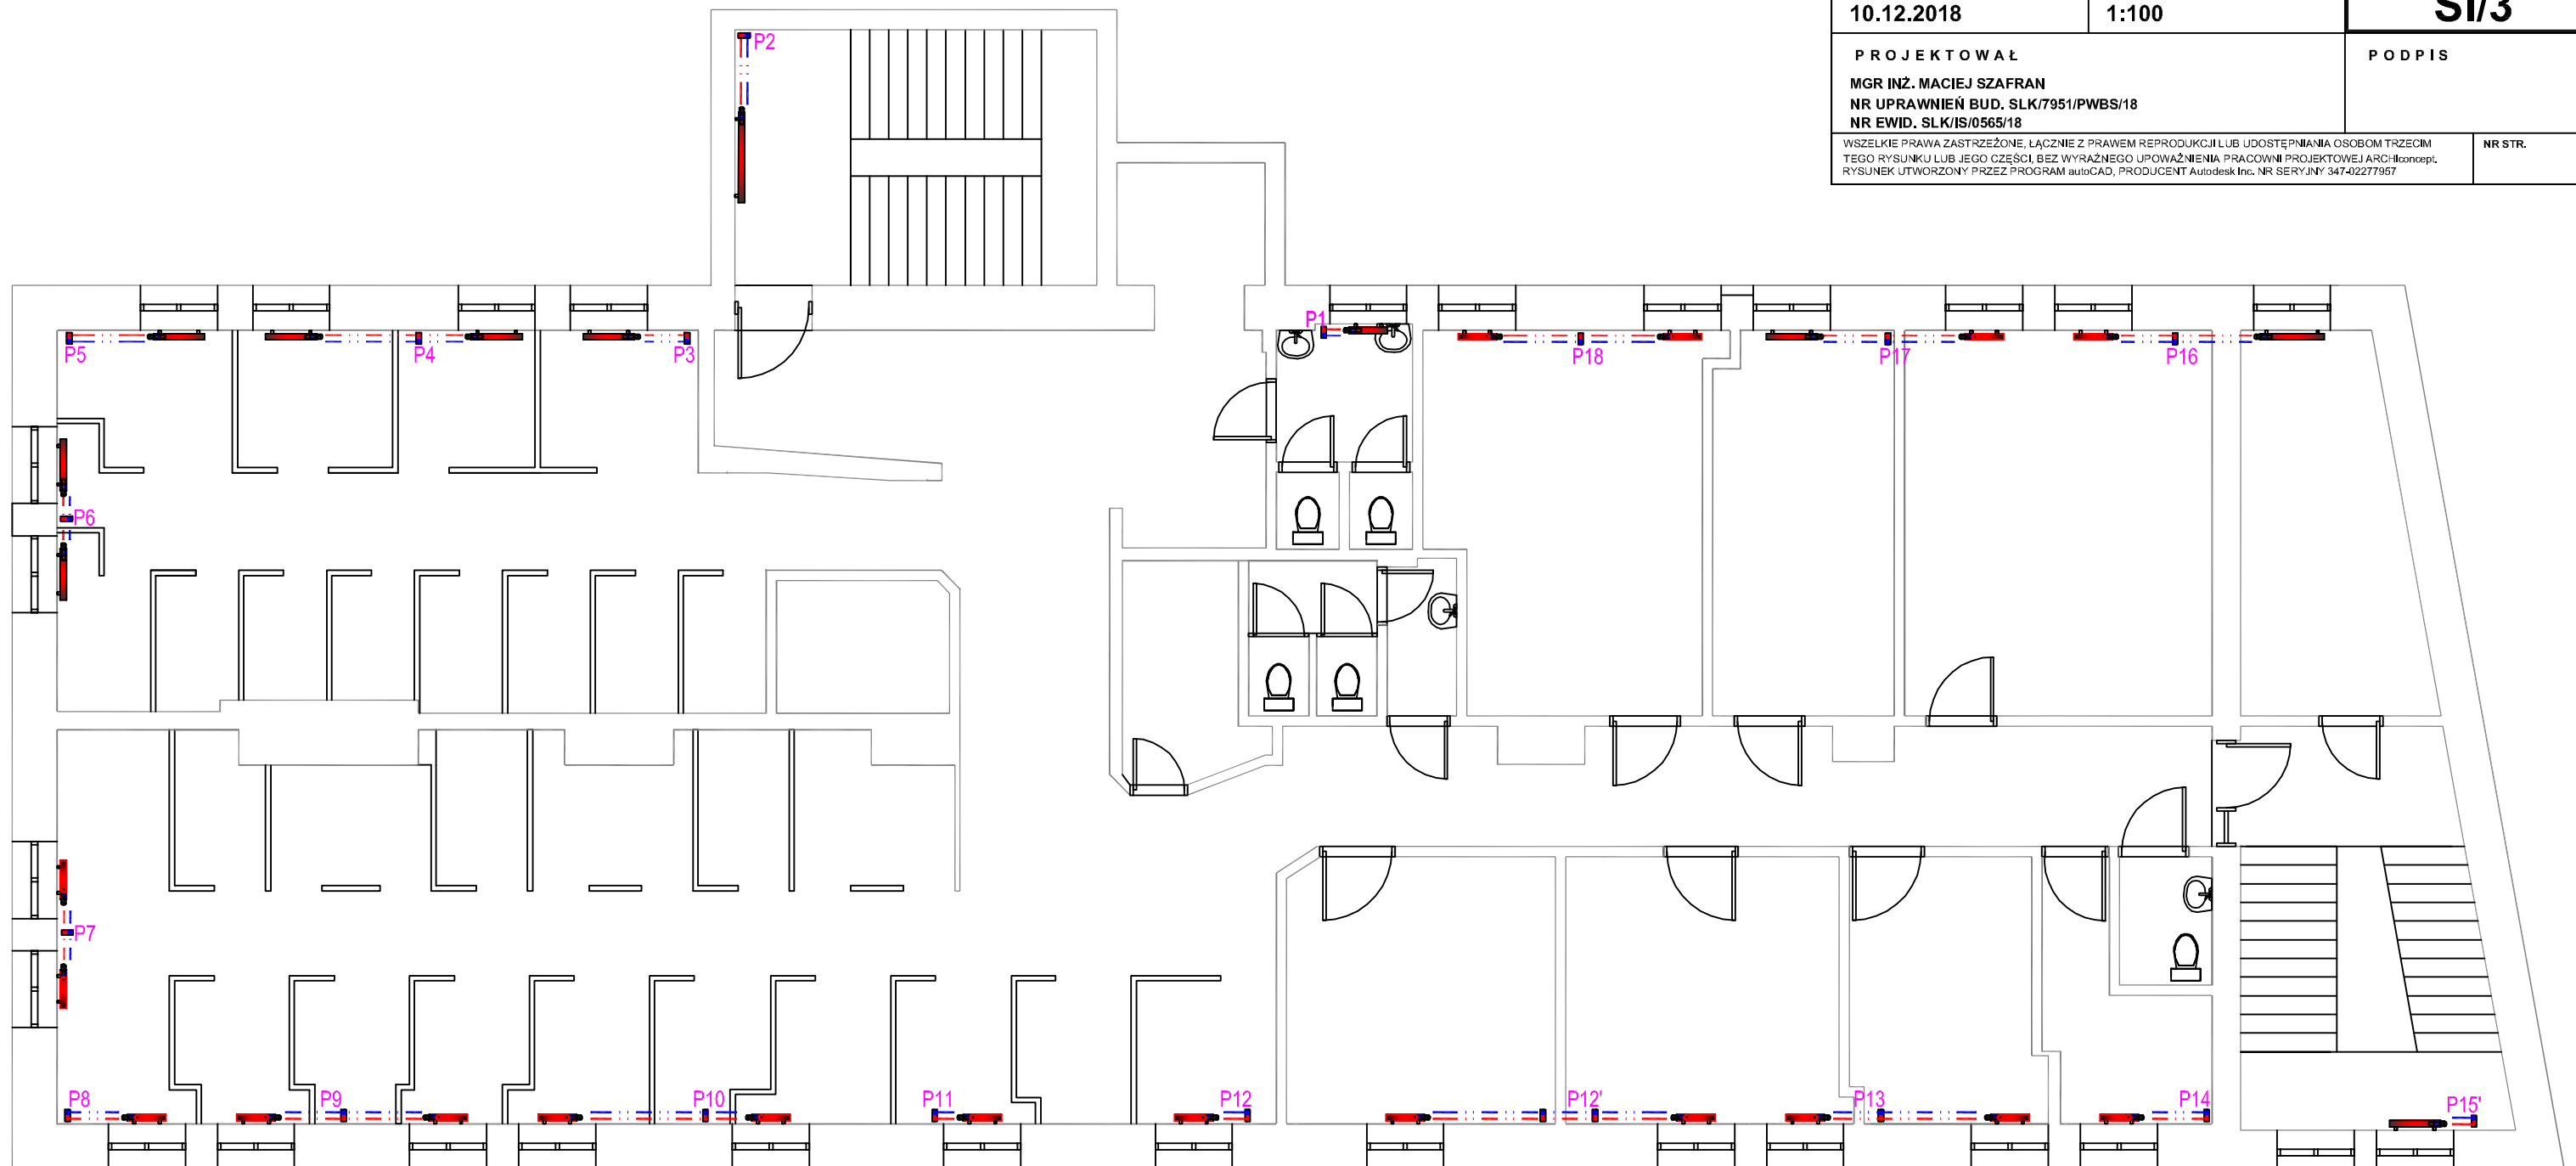 10.12.2018
1:100
SI/3
PROJEKTOWAŁ
PODPIS
MGR INŻ. MACIEJ SZAFRAN
NR UPRAWNIEŃ BUD. SLK/7951/PWBS/18
NR EWID. SLK/IS/0565/18
WSZELKIE PRAWA ZASTRZEŻONE, ŁĄCZNIE Z PRAWEM REPRODUKCJI LUB UDOSTĘPNIANIA OSOBOM TRZECIM
TEGO RYSUNKU LUB JEGO CZĘŚCI, BEZ WYRAŹNEGO UPOWAŻNIENIA PRACOWNI PROJEKTOWEJ ARCHIconcept.
RYSUNEK UTWORZONY PRZEZ PROGRAM autoCAD, PRODUCENT Autodesk Inc. NR SERYJNY 347-02277957
NR STR.
P2
P1
P5
P4
P3
P18
P17
P16
P6
P7
P8
P9
P10
P11
P12
P12'
P13
P14
P15'